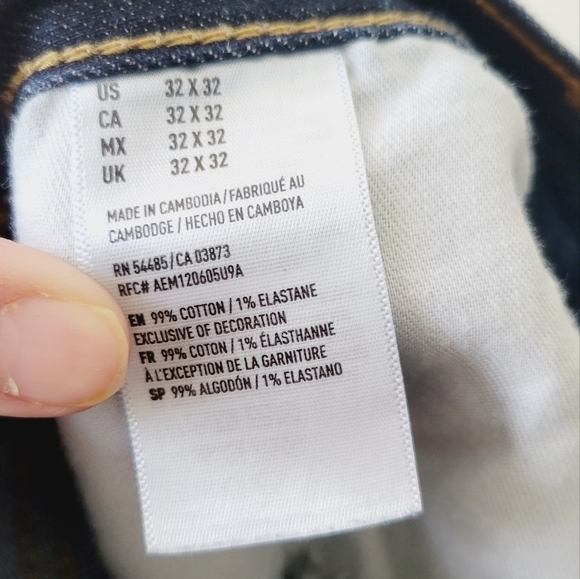 US 32 X 32
CA 32 X 32
MX 32 X 32
UK 32 X 32
MADE IN CAMBODIA/FABRIQUÉ AU
CAMBODGE / HECHO EN CAMBOYA
RN 54485/CA 03873
RFC# AEM120605U9A
EN 99% COTTON / 1% ELASTANE
EXCLUSIVE OF DECORATION
FR 99% COTON / 1% ÉLASTHANNE
À L'EXCEPTION DE LA GARNITURE
SP 99% ALGODÓN / 1% ELASTANO